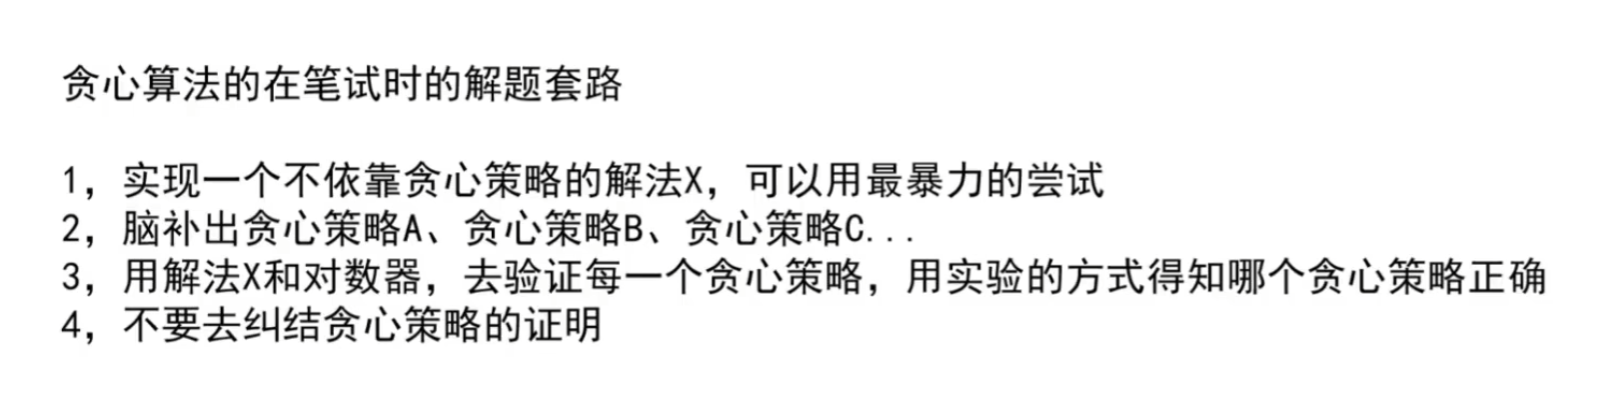 贪心算法的在笔试时的解题套路
1，实现一个不依靠贪心策略的解法X，可以用最暴力的尝试
2，脑补出贪心策略A、贪心策略B、贪心策略C...
3，用解法X和对数器，去验证每一个贪心策略，用实验的方式得知哪个贪心策略正确
4，不要去纠结贪心策略的证明